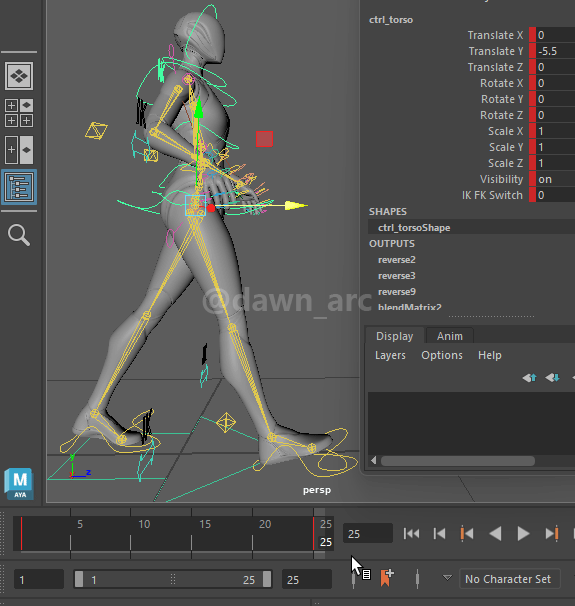 ctrl_torso
Translate X 0
Translate Y -5.5
Translate Z 0
Rotate X 0
Rotate Y 0
Rotate Z 0
Scale X 1
Scale Y 1
Scale Z 1
Visibility on
IK FK Switch 0
SHAPES
ctrl_torsoShape
OUTPUTS
reverse2
reverse3
reverse9
blendMatrix2
@dawn_arc
Display Anim
Layers Options Help
y
z
persp
M
AYA
5 10 15 20 25
25
25
1 1 25 25 No Character Set